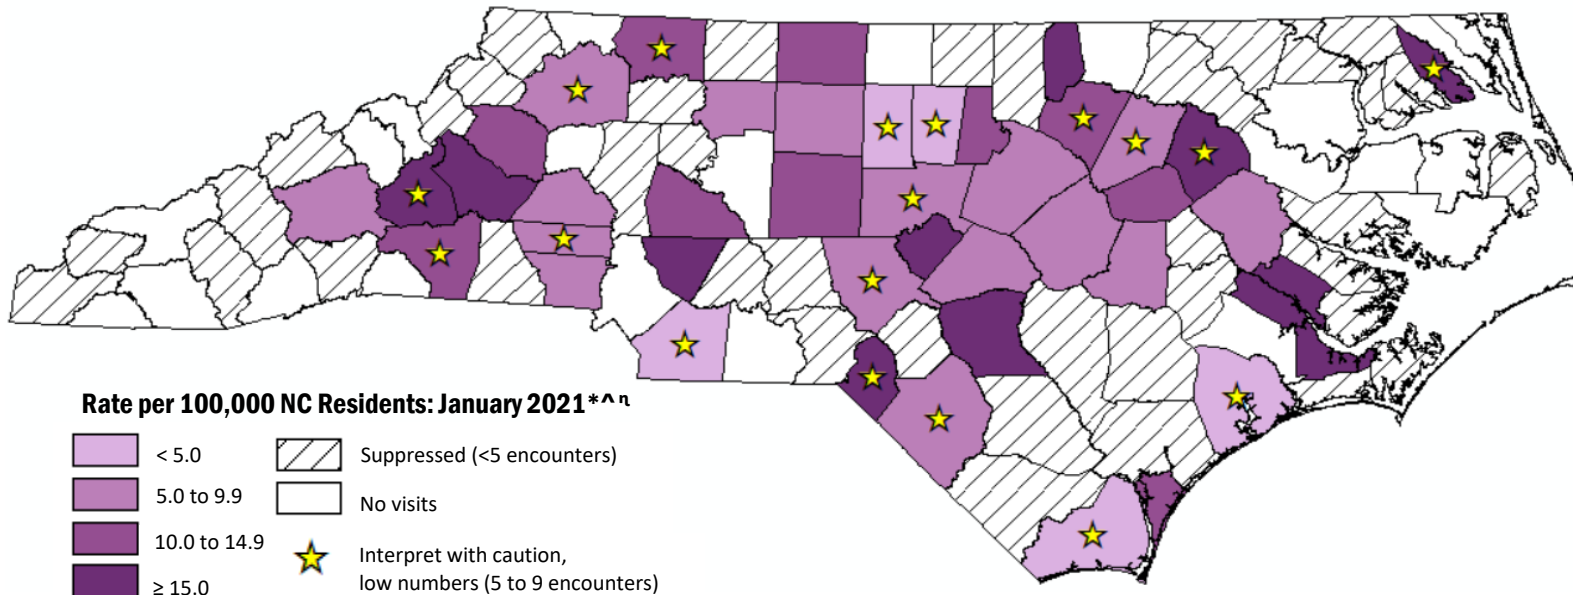 Rate per 100,000 NC Residents: January 2021*^ⁿ
< 5.0
5.0 to 9.9
10.0 to 14.9
≥ 15.0
Suppressed (<5 encounters)
No visits
Interpret with caution,
low numbers (5 to 9 encounters)